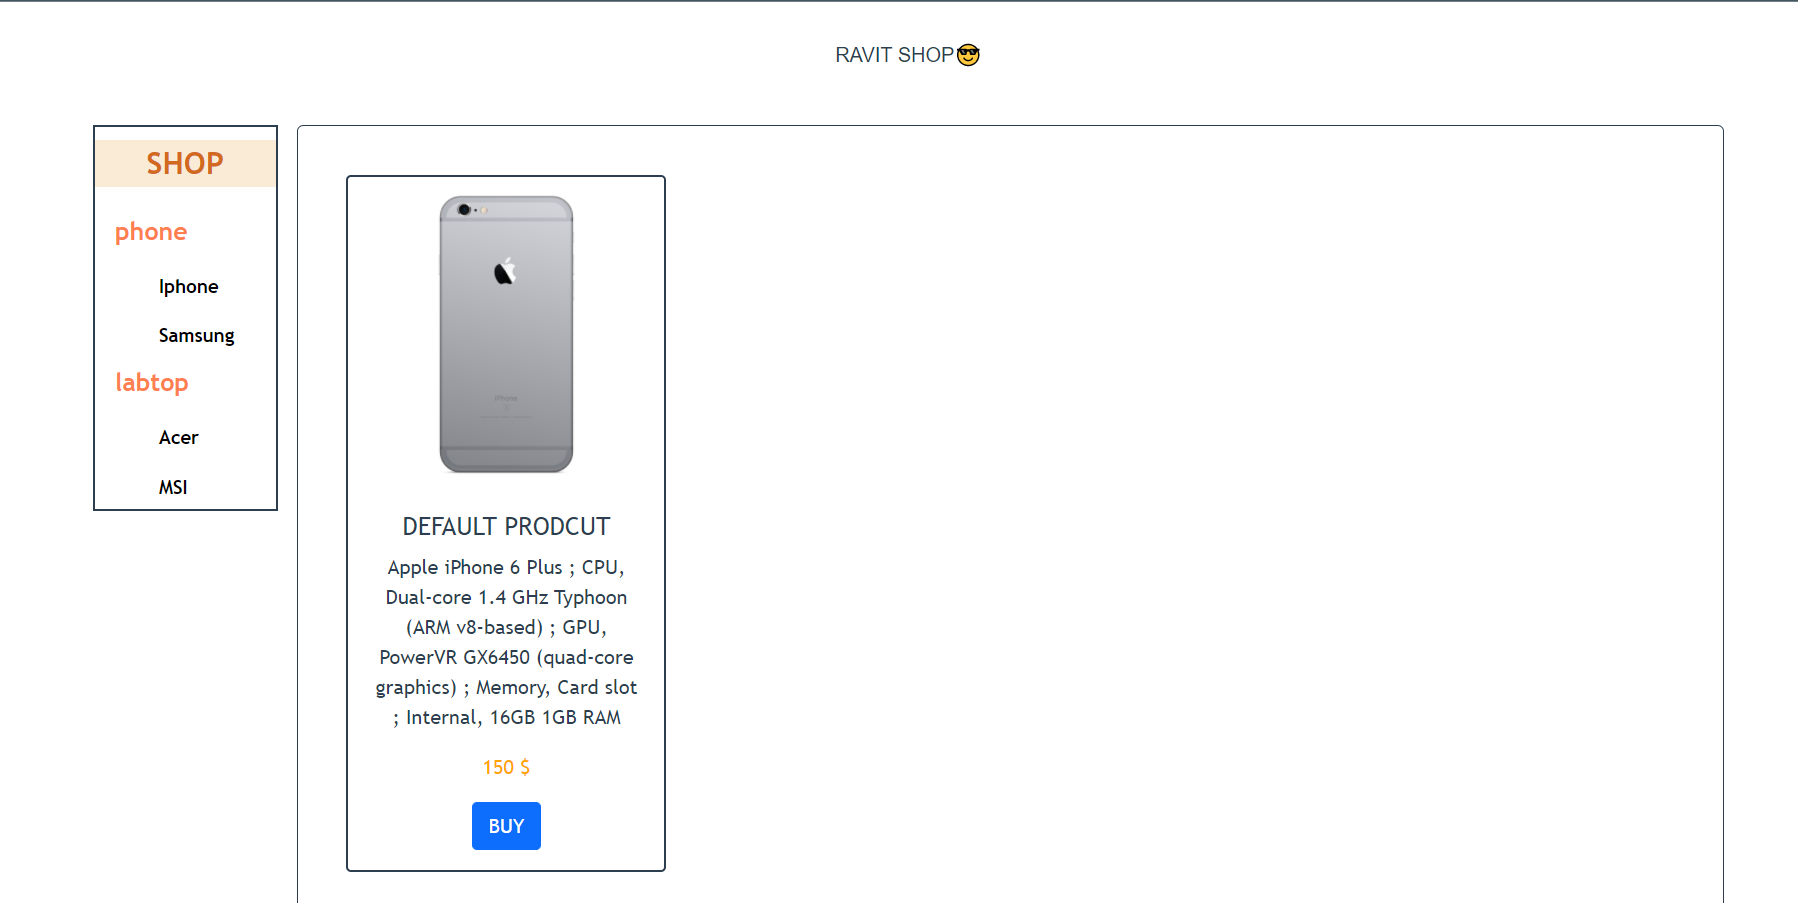 RAVIT SHOP😎
SHOP
phone
Iphone
Samsung
labtop
Acer
MSI
iPhone
DEFAULT PRODCUT
Apple iPhone 6 Plus ; CPU,
Dual-core 1.4 GHz Typhoon
(ARM v8-based) ; GPU,
PowerVR GX6450 (quad-core
graphics) ; Memory, Card slot
; Internal, 16GB 1GB RAM
150 $
BUY